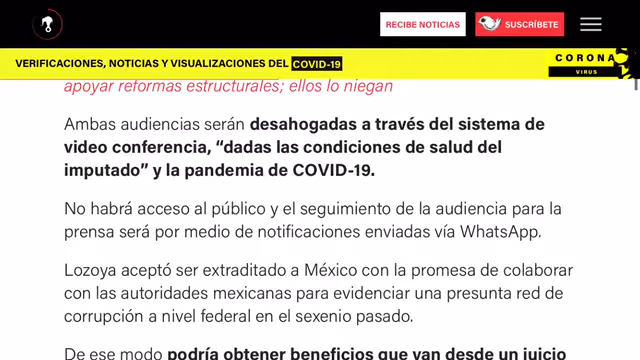 RECIBE NOTICIAS
SUSCRÍBETE
VERIFICACIONES, NOTICIAS Y VISUALIZACIONES DEL COVID-19
CORONA
VIRUS
apoyar reformas estructurales; ellos lo niegan
Ambas audiencias serán desahogadas a través del sistema de
video conferencia, “dadas las condiciones de salud del
imputado” y la pandemia de COVID-19.
No habrá acceso al público y el seguimiento de la audiencia para la
prensa será por medio de notificaciones enviadas vía WhatsApp.
Lozoya aceptó ser extraditado a México con la promesa de colaborar
con las autoridades mexicanas para evidenciar una presunta red de
corrupción a nivel federal en el sexenio pasado.
De ese modo podría obtener beneficios que van desde un juicio